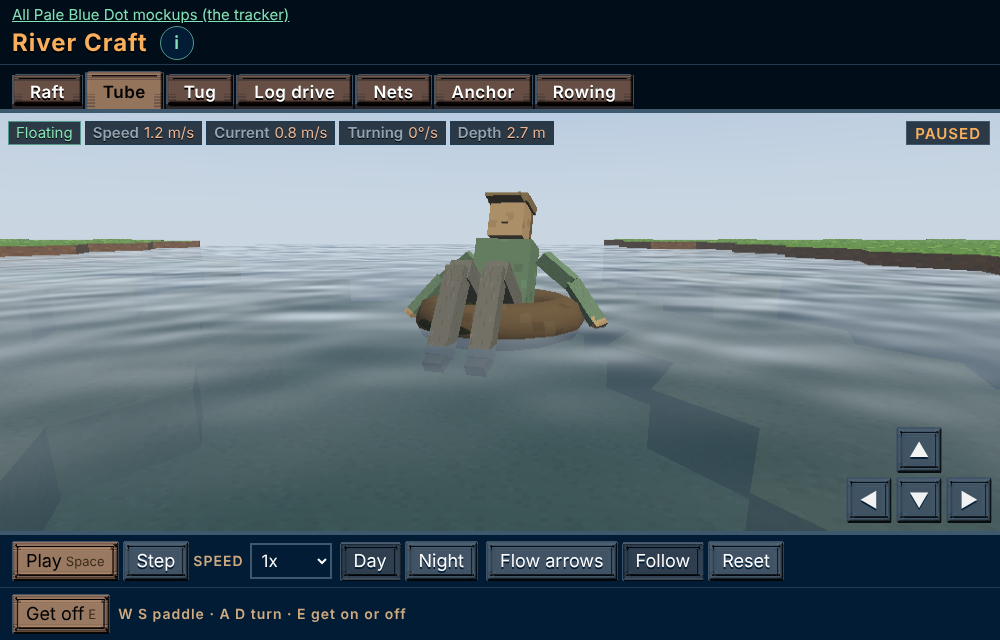 All Pale Blue Dot mockups (the tracker)
River Craft i
Raft Tube Tug Log drive Nets Anchor Rowing
Floating Speed 1.2 m/s Current 0.8 m/s Turning 0°/s Depth 2.7 m PAUSED
Play Space Step SPEED 1x Day Night Flow arrows Follow Reset
Get off E W S paddle · A D turn · E get on or off